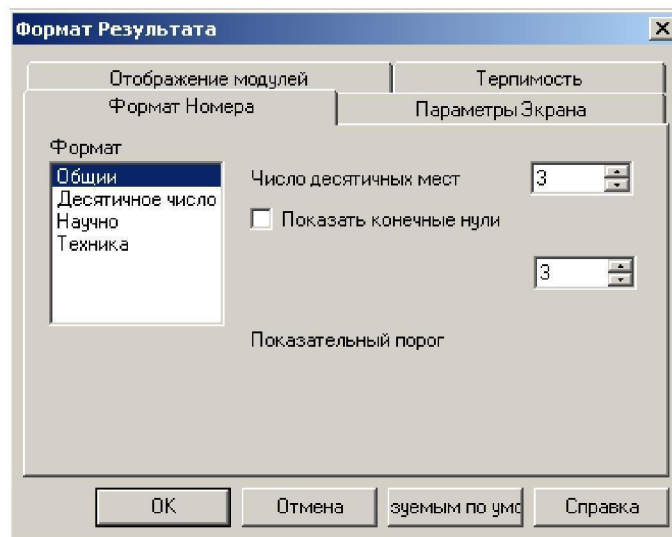 Формат Результата
Отображение модулей Терпимость
Формат Номера Параметры Экрана
Формат
Общии
Десятичное число
Научно
Техника
Число десятичных мест 3
Показать конечные нули
3
Показательный порог
OK Отмена зуемым по умо Справка